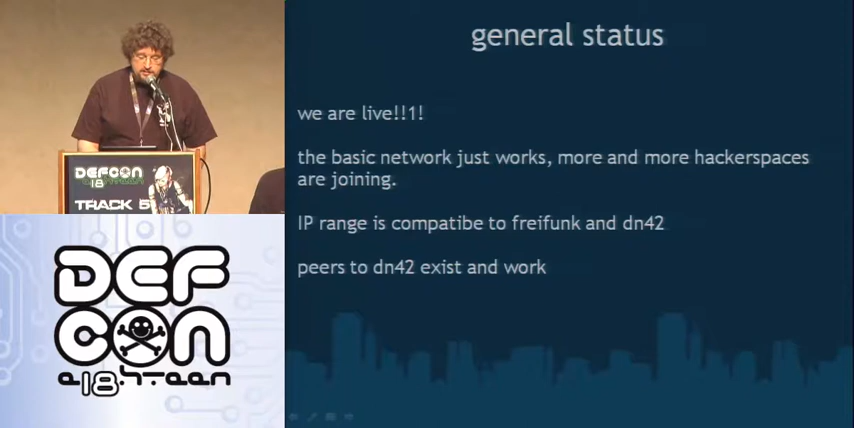 general status
we are live!!1!
the basic network just works, more and more hackerspaces
are joining.
IP range is compatibe to freifunk and dn42
peers to dn42 exist and work
DEFCON
18
TRACK 5
DEF
CON
e18hteen